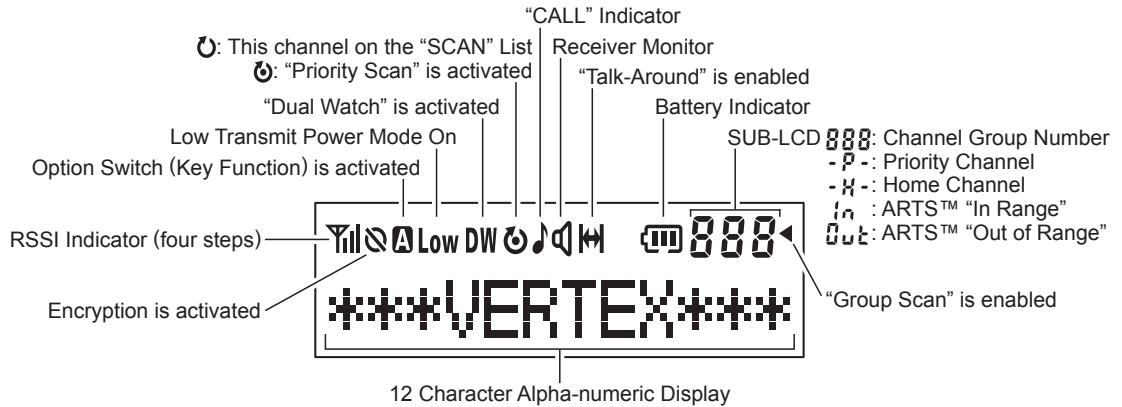 “CALL” Indicator
: This channel on the “SCAN” List
Receiver Monitor
: “Priority Scan” is activated
“Talk-Around” is enabled
“Dual Watch” is activated
Battery Indicator
Low Transmit Power Mode On
SUB-LCD 888: Channel Group Number
Option Switch (Key Function) is activated
- P -: Priority Channel
- H -: Home Channel
In : ARTS™ “In Range”
Out: ARTS™ “Out of Range”
RSSI Indicator (four steps)
A Low DW 888
Encryption is activated
“Group Scan” is enabled
***VERTEX***
12 Character Alpha-numeric Display